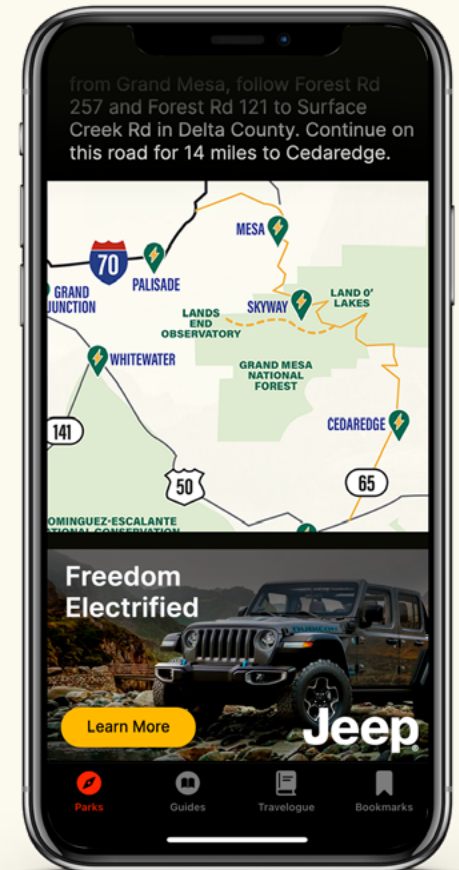 from Grand Mesa, follow Forest Rd
257 and Forest Rd 121 to Surface
Creek Rd in Delta County. Continue on
this road for 14 miles to Cedaredge.
MESA
70
PALISADE
GRAND
JUNCTION
SKYWAY
LAND O'
LAKES
LANDS
END
OBSERVATORY
WHITEWATER
GRAND MESA
NATIONAL
FOREST
CEDAREDGE
141
50
65
OMINGUEZ-ESCALANTE
Freedom
Electrified
RUBICON
Learn More
Jeep
Parks
Guides
Travelogue
Bookmarks